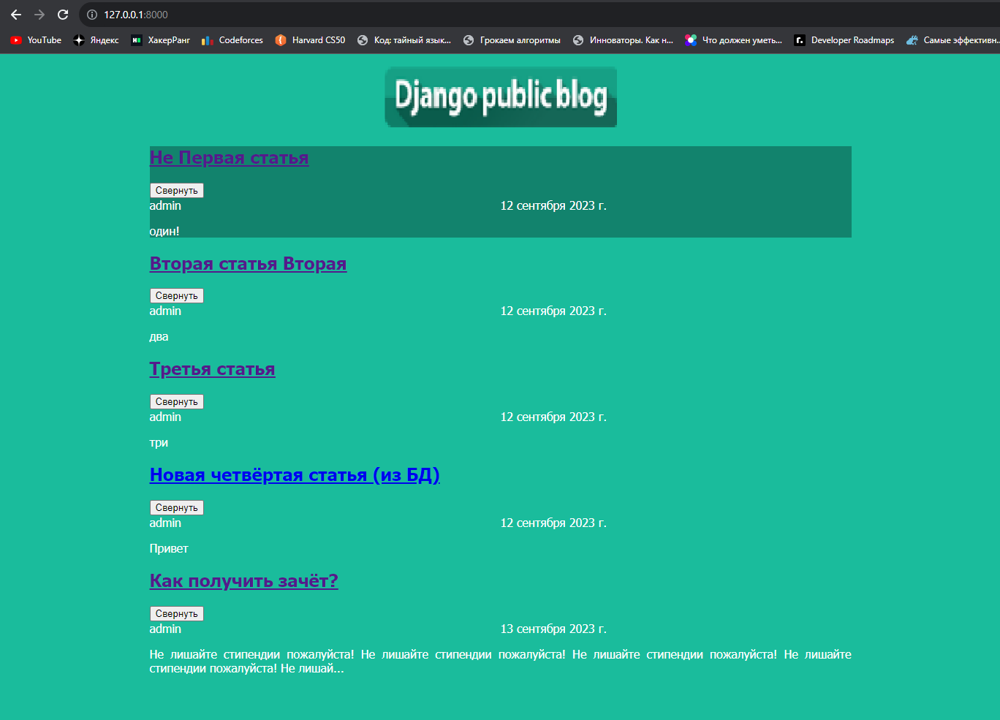 127.0.0.1:8000
YouTube Яндекс ХакерРанг Codeforces Harvard CS50 Код: тайный язык... Грокаем алгоритмы Инноваторы. Как н... Что должен уметь... Developer Roadmaps Самые эффективн...
Django public blog
Не Первая статья
Свернуть
admin 12 сентября 2023 г.
один!
Вторая статья Вторая
Свернуть
admin 12 сентября 2023 г.
два
Третья статья
Свернуть
admin 12 сентября 2023 г.
три
Новая четвёртая статья (из БД)
Свернуть
admin 12 сентября 2023 г.
Привет
Как получить зачёт?
Свернуть
admin 13 сентября 2023 г.
Не лишайте стипендии пожалуйста! Не лишайте стипендии пожалуйста! Не лишайте стипендии пожалуйста! Не лишайте
стипендии пожалуйста! Не лишай...